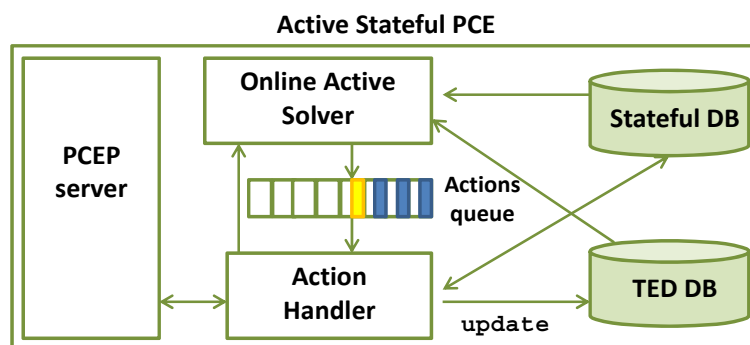 Active Stateful PCE
Online Active
Solver
Stateful DB
PCEP
server
Actions
queue
Action
Handler
TED DB
update